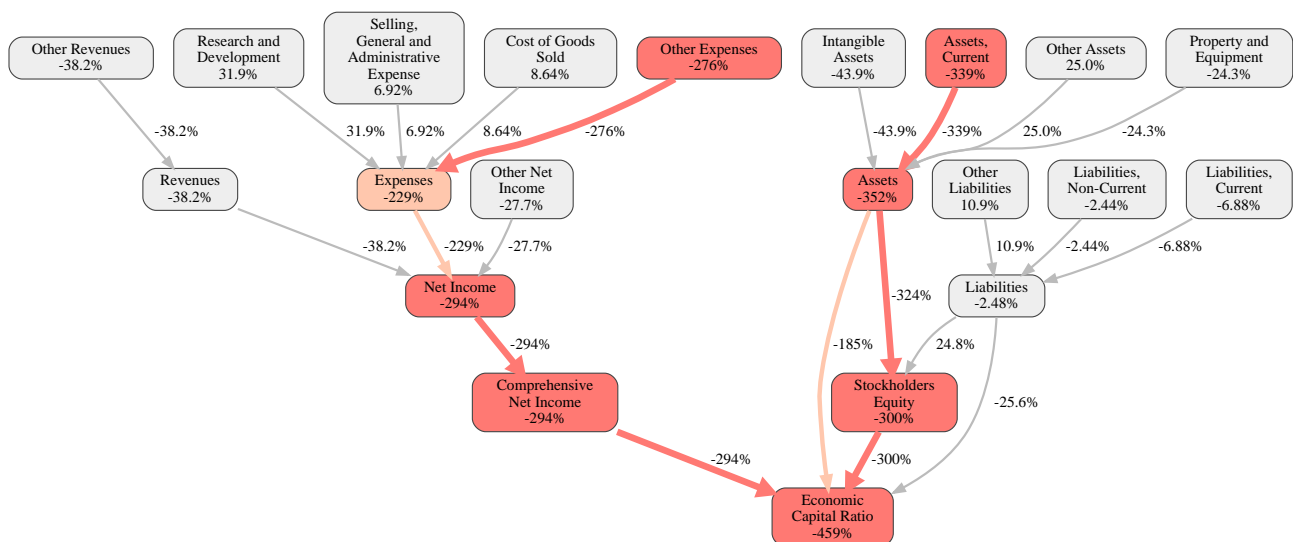 Other Revenues
-38.2%
Research and
Development
31.9%
Selling,
General and
Administrative
Expense
6.92%
Cost of Goods
Sold
8.64%
Other Expenses
-276%
Intangible
Assets
-43.9%
Assets,
Current
-339%
Other Assets
25.0%
Property and
Equipment
-24.3%
-38.2%
31.9%
6.92%
8.64%
-276%
-43.9%
-339%
25.0%
-24.3%
Revenues
-38.2%
Expenses
-229%
Other Net
Income
-27.7%
Assets
-352%
Other
Liabilities
10.9%
Liabilities,
Non-Current
-2.44%
Liabilities,
Current
-6.88%
-38.2%
-229%
-27.7%
10.9%
-2.44%
-6.88%
Net Income
-294%
Liabilities
-2.48%
-324%
-294%
-185%
24.8%
Comprehensive
Net Income
-294%
Stockholders
Equity
-300%
-25.6%
-294%
-300%
Economic
Capital Ratio
-459%